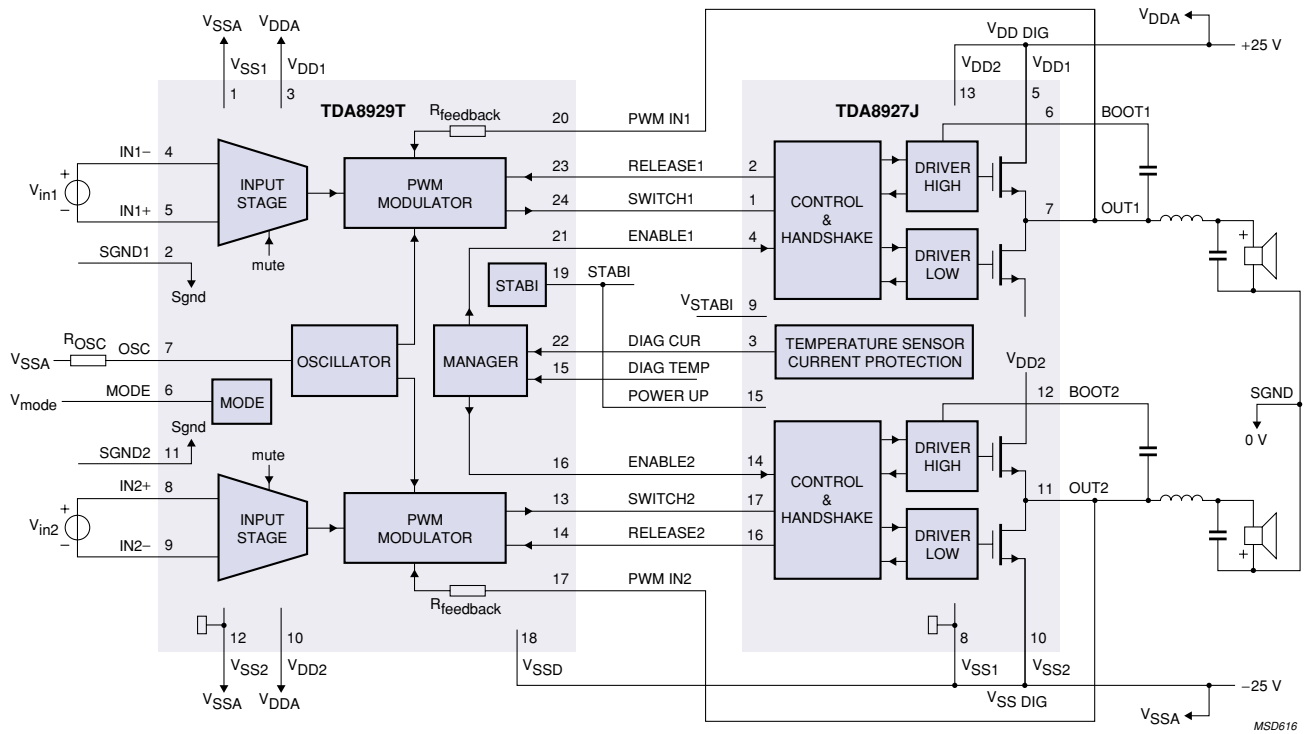 VSSA VDDA
VSS1
VDD1
1
3
TDA8929T
Rfeedback
20
PWM IN1
VDD DIG
VDDA
+25 V
VDD2
VDD1
13
5
TDA8927J
6
BOOT1
IN1−
4
Vin1
+
−
IN1+
5
INPUT
STAGE
mute
PWM
MODULATOR
23
RELEASE1
2
24
SWITCH1
1
21
ENABLE1
4
CONTROL
&
HANDSHAKE
DRIVER
HIGH
DRIVER
LOW
7
OUT1
+
SGND1
2
Sgnd
STABI
19
STABI
VSTABI
9
VSSA
ROSC
OSC
7
OSCILLATOR
MANAGER
22
DIAG CUR
3
TEMPERATURE SENSOR
CURRENT PROTECTION
15
DIAG TEMP
POWER UP
15
VDD2
Vmode
MODE
6
MODE
12
BOOT2
SGND
0 V
Sgnd
SGND2
11
mute
16
ENABLE2
14
IN2+
8
Vin2
+
−
IN2−
9
INPUT
STAGE
PWM
MODULATOR
13
SWITCH2
17
14
RELEASE2
16
CONTROL
&
HANDSHAKE
DRIVER
HIGH
DRIVER
LOW
11
OUT2
+
17
PWM IN2
Rfeedback
12
10
18
8
10
VSS2
VDD2
VSSD
VSS1
VSS2
VSSA VDDA
VSS DIG
−25 V
VSSA
MSD616